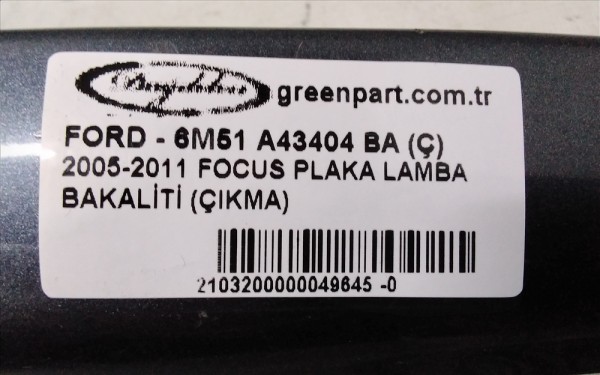 greenpart.com.tr
FORD - 6M51 A43404 BA (Ç)
2005-2011 FOCUS PLAKA LAMBA
BAKALİTİ (ÇIKMA)
2103200000049645 -0